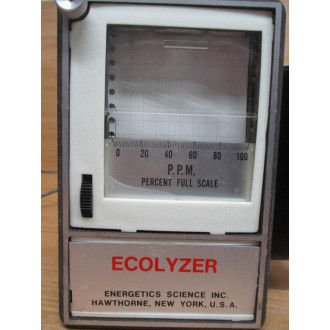 0 20 40 60 80 100
P.P.M.
PERCENT FULL SCALE
ECOLYZER
ENERGETICS SCIENCE INC.
HAWTHORNE, NEW YORK, U.S.A.